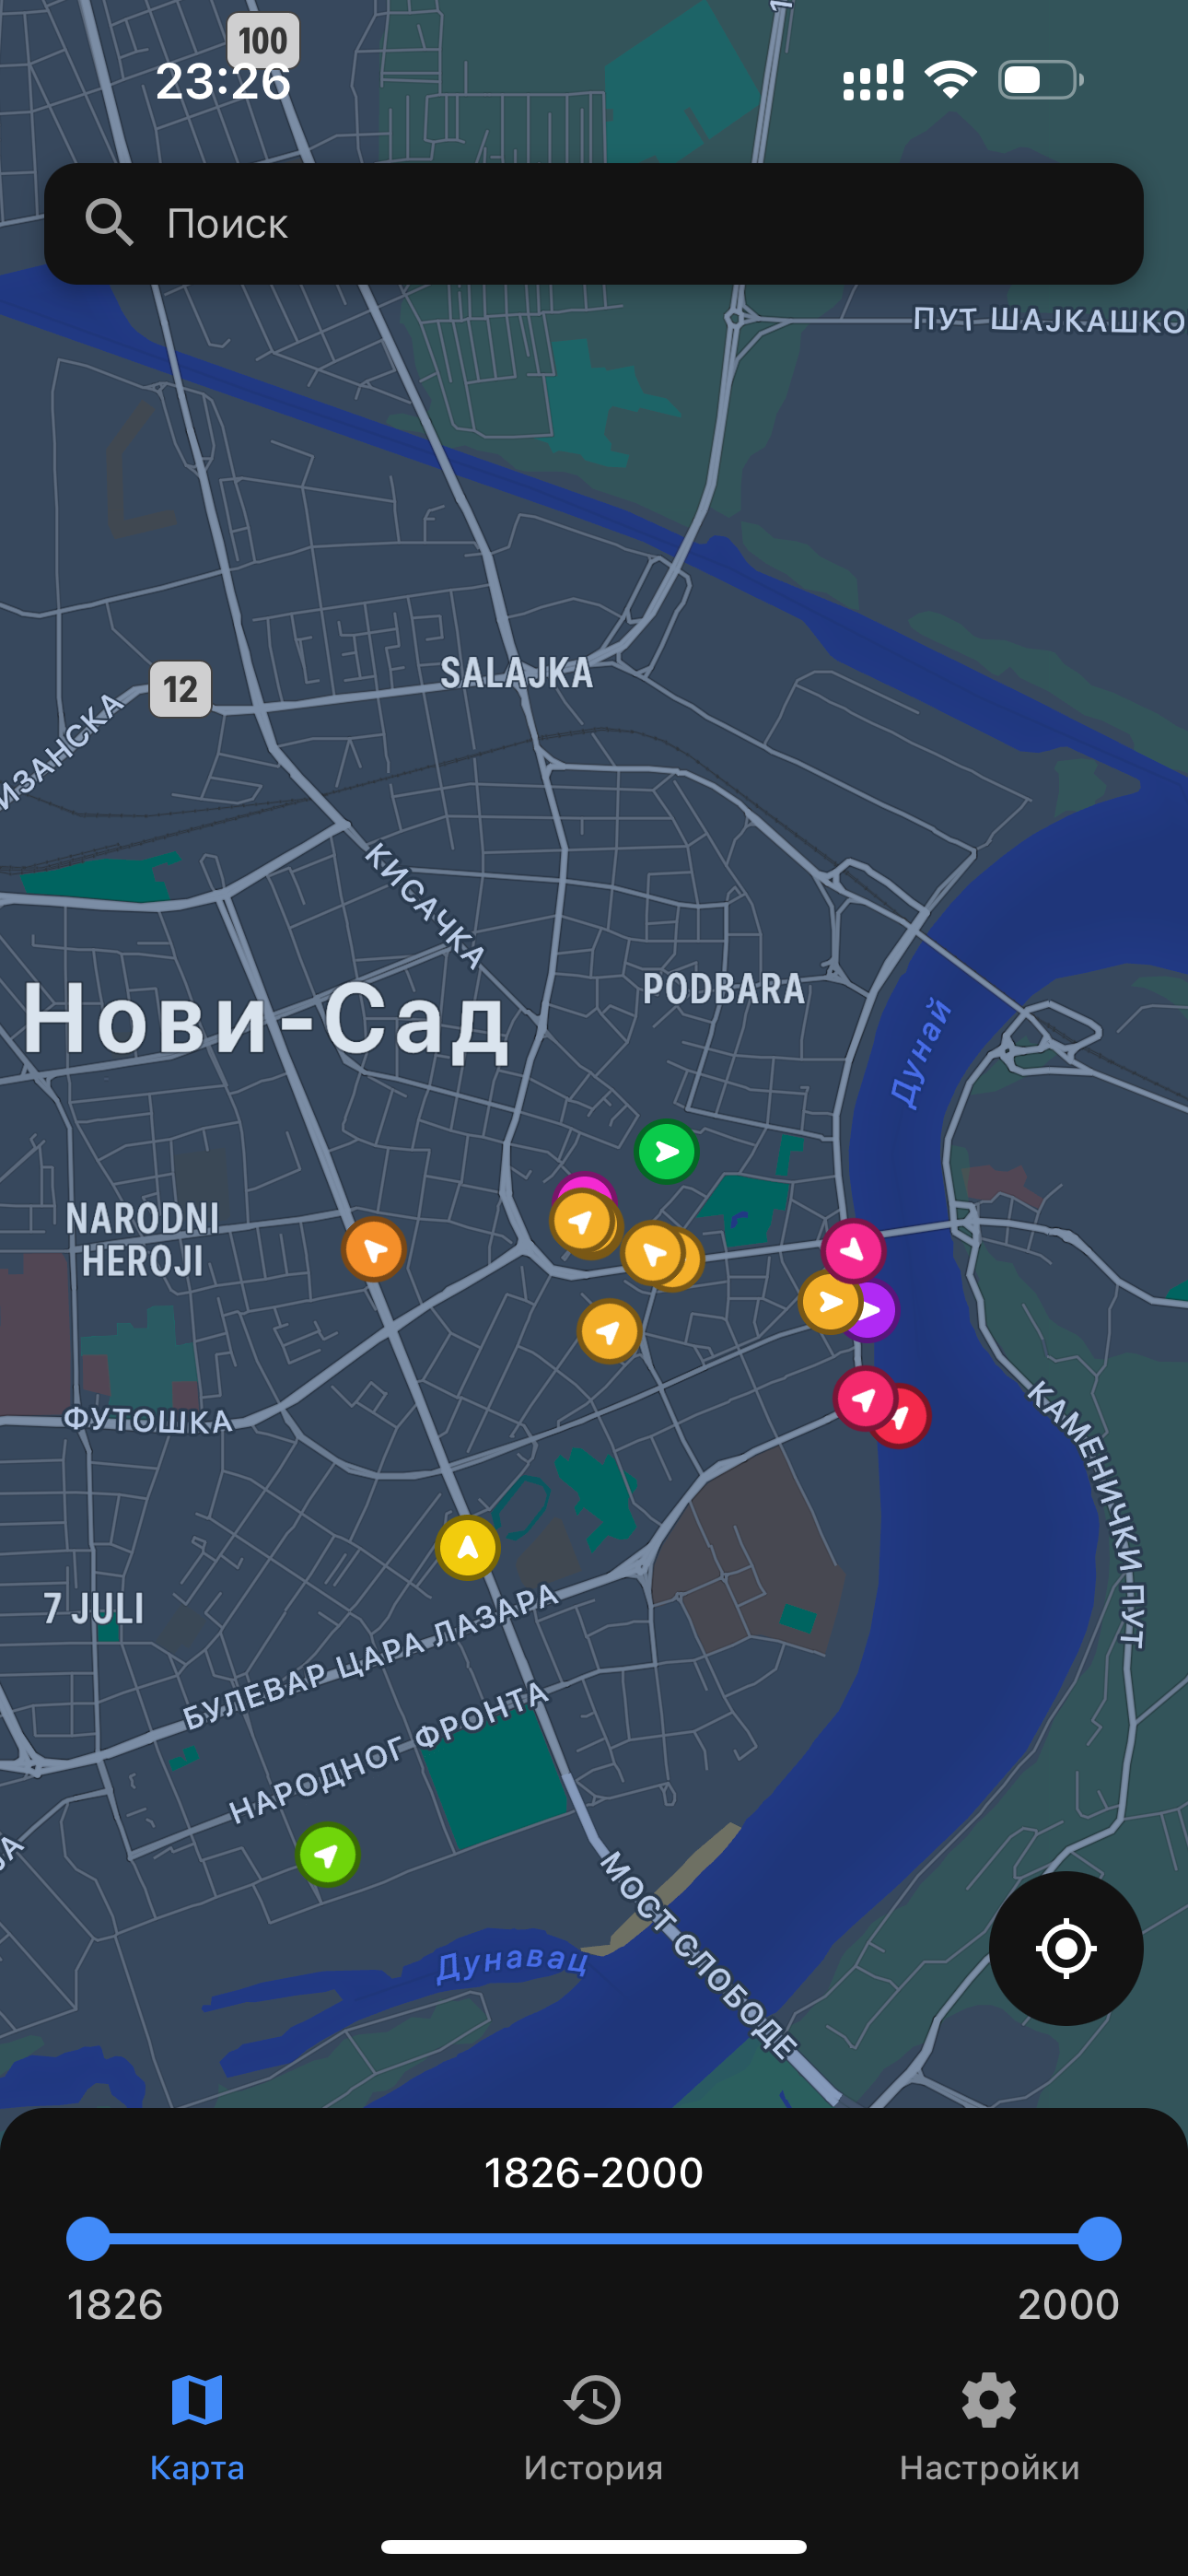 100
23:26
Поиск
ПУТ ШАЈКАШКО
SALAJKA
12
ИЗАНСКА
КИСАЧКА
PODBARA
Нови-Сад
Дунай
NARODNI
HEROJI
ФУТОШКА
КАМЕНИЧКИ ПУТ
7 JULI
БУЛЕВАР ЦАРА ЛАЗАРА
НАРОДНОГ ФРОНТА
МОСТ СЛОБОДЕ
Дунавац
1826-2000
1826
2000
Карта
История
Настройки